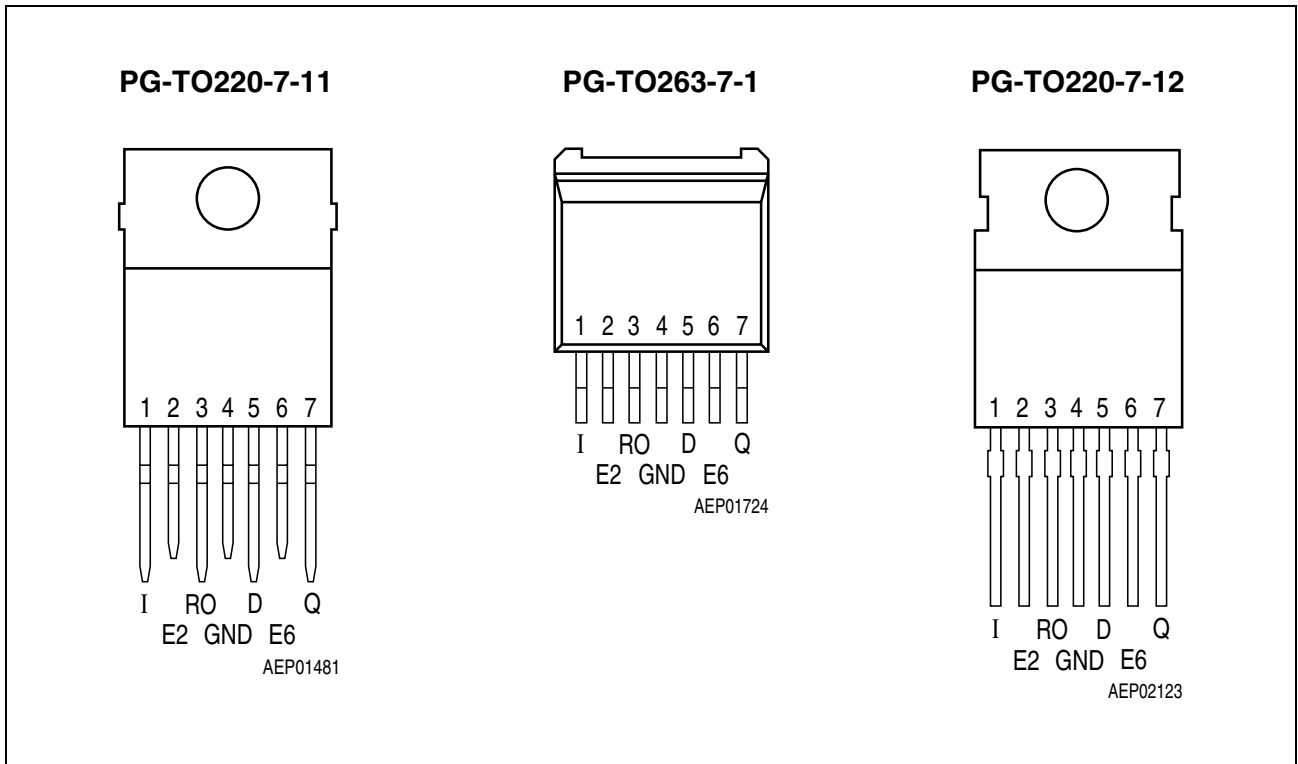 PG-TO220-7-11
1 2 3 4 5 6 7
I RO D Q
E2 GND E6
AEP01481
PG-TO263-7-1
1 2 3 4 5 6 7
I RO D Q
E2 GND E6
AEP01724
PG-TO220-7-12
1 2 3 4 5 6 7
I RO D Q
E2 GND E6
AEP02123